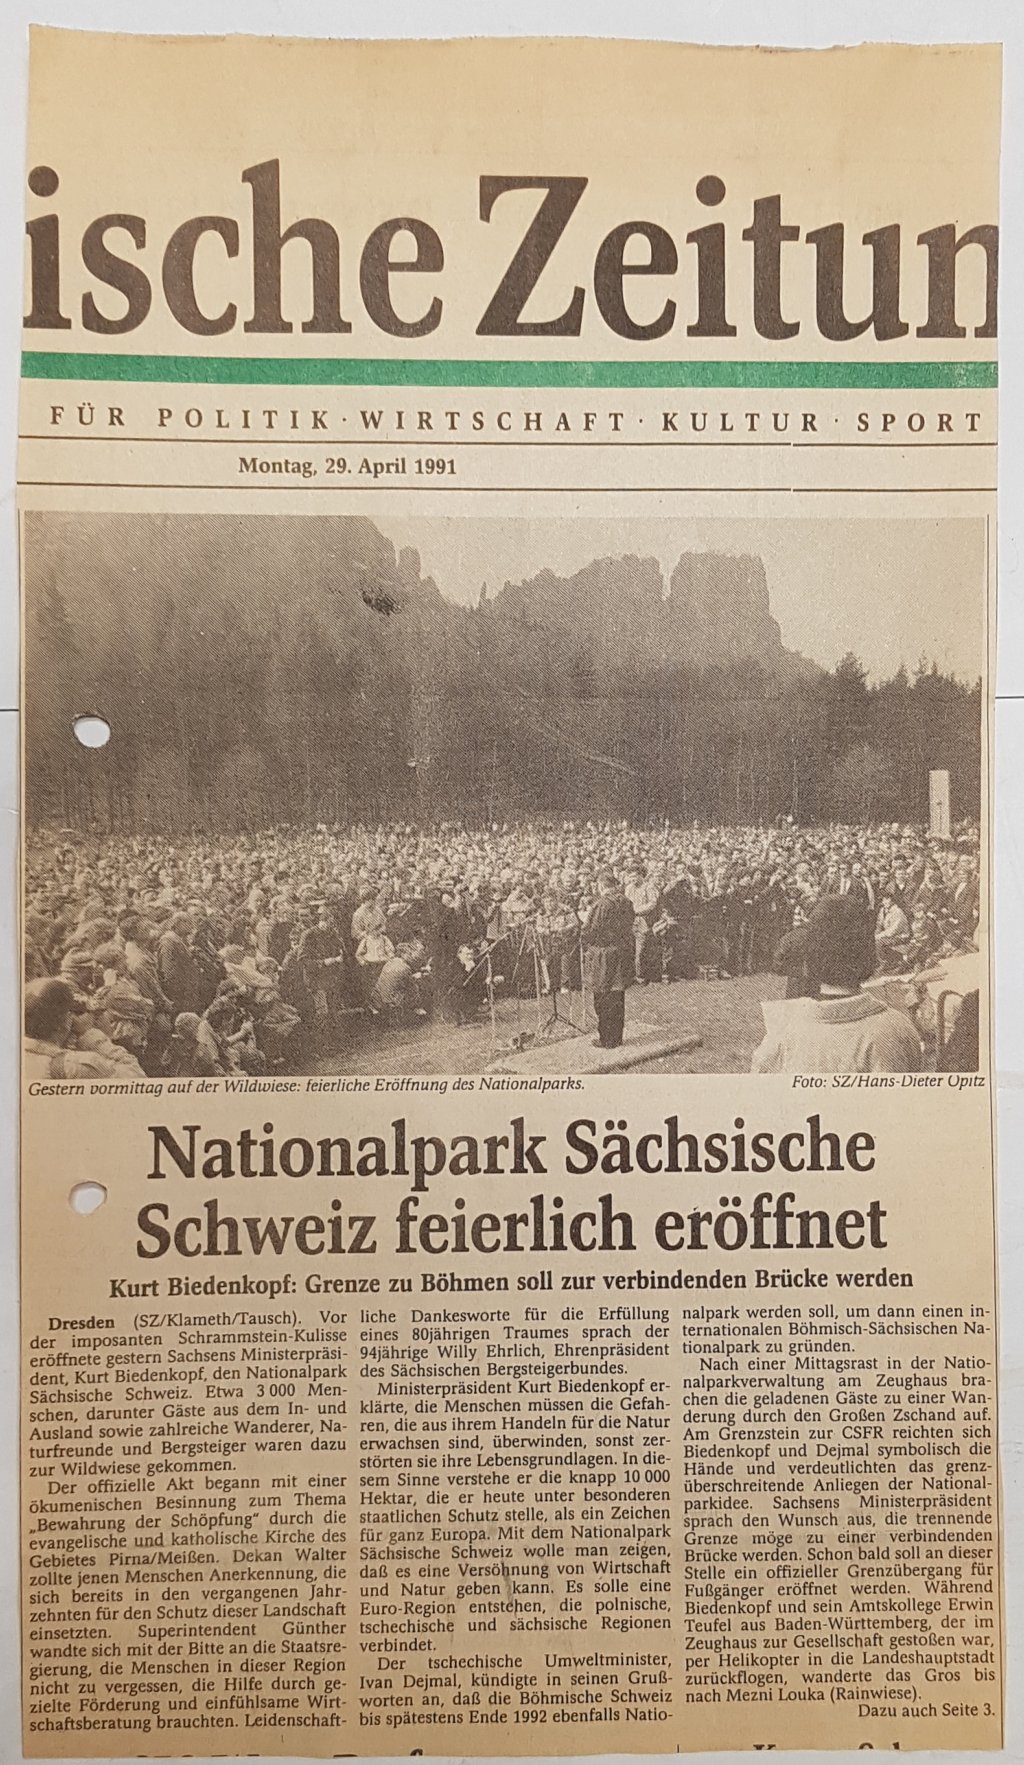 ische Zeitun
FÜR POLITIK · WIRTSCHAFT · KULTUR · SPORT
Montag, 29. April 1991
Gestern vormittag auf der Wildwiese: feierliche Eröffnung des Nationalparks.
Foto: SZ/Hans-Dieter Opitz
Nationalpark Sächsische
Schweiz feierlich eröffnet
Kurt Biedenkopf: Grenze zu Böhmen soll zur verbindenden Brücke werden
Dresden (SZ/Klameth/Tausch). Vor
der imposanten Schrammstein-Kulisse
eröffnete gestern Sachsens Ministerpräsi-
dent, Kurt Biedenkopf, den Nationalpark
Sächsische Schweiz. Etwa 3 000 Men-
schen, darunter Gäste aus dem In- und
Ausland sowie zahlreiche Wanderer, Na-
turfreunde und Bergsteiger waren dazu
zur Wildwiese gekommen.
Der offizielle Akt begann mit einer
ökumenischen Besinnung zum Thema
„Bewahrung der Schöpfung“ durch die
evangelische und katholische Kirche des
Gebietes Pirna/Meißen. Dekan Walter
zollte jenen Menschen Anerkennung, die
sich bereits in den vergangenen Jahr-
zehnten für den Schutz dieser Landschaft
einsetzten. Superintendent Günther
wandte sich mit der Bitte an die Staatsre-
gierung, die Menschen in dieser Region
nicht zu vergessen, die Hilfe durch ge-
zielte Förderung und einfühlsame Wirt-
schaftsberatung brauchten. Leidenschaft-
liche Dankesworte für die Erfüllung
eines 80jährigen Traumes sprach der
94jährige Willy Ehrlich, Ehrenpräsident
des Sächsischen Bergsteigerbundes.
Ministerpräsident Kurt Biedenkopf er-
klärte, die Menschen müssen die Gefah-
ren, die aus ihrem Handeln für die Natur
erwachsen sind, überwinden, sonst zer-
störten sie ihre Lebensgrundlagen. In die-
sem Sinne verstehe er die knapp 10 000
Hektar, die er heute unter besonderen
staatlichen Schutz stelle, als ein Zeichen
für ganz Europa. Mit dem Nationalpark
Sächsische Schweiz wolle man zeigen,
daß es eine Versöhnung von Wirtschaft
und Natur geben kann. Es solle eine
Euro-Region entstehen, die polnische,
tschechische und sächsische Regionen
verbindet.
Der tschechische Umweltminister,
Ivan Dejmal, kündigte in seinen Gruß-
worten an, daß die Böhmische Schweiz
bis spätestens Ende 1992 ebenfalls Natio-
nalpark werden soll, um dann einen in-
ternationalen Böhmisch-Sächsischen Na-
tionalpark zu gründen.
Nach einer Mittagsrast in der Natio-
nalparkverwaltung am Zeughaus bra-
chen die geladenen Gäste zu einer Wan-
derung durch den Großen Zschand auf.
Am Grenzstein zur CSFR reichten sich
Biedenkopf und Dejmal symbolisch die
Hände und verdeutlichten das grenz-
überschreitende Anliegen der National-
parkidee. Sachsens Ministerpräsident
sprach den Wunsch aus, die trennende
Grenze möge zu einer verbindenden
Brücke werden. Schon bald soll an dieser
Stelle ein offizieller Grenzübergang für
Fußgänger eröffnet werden. Während
Biedenkopf und sein Amtskollege Erwin
Teufel aus Baden-Württemberg, der im
Zeughaus zur Gesellschaft gestoßen war,
per Helikopter in die Landeshauptstadt
zurückflogen, wanderte das Gros bis
nach Mezni Louka (Rainwiese).
Dazu auch Seite 3.